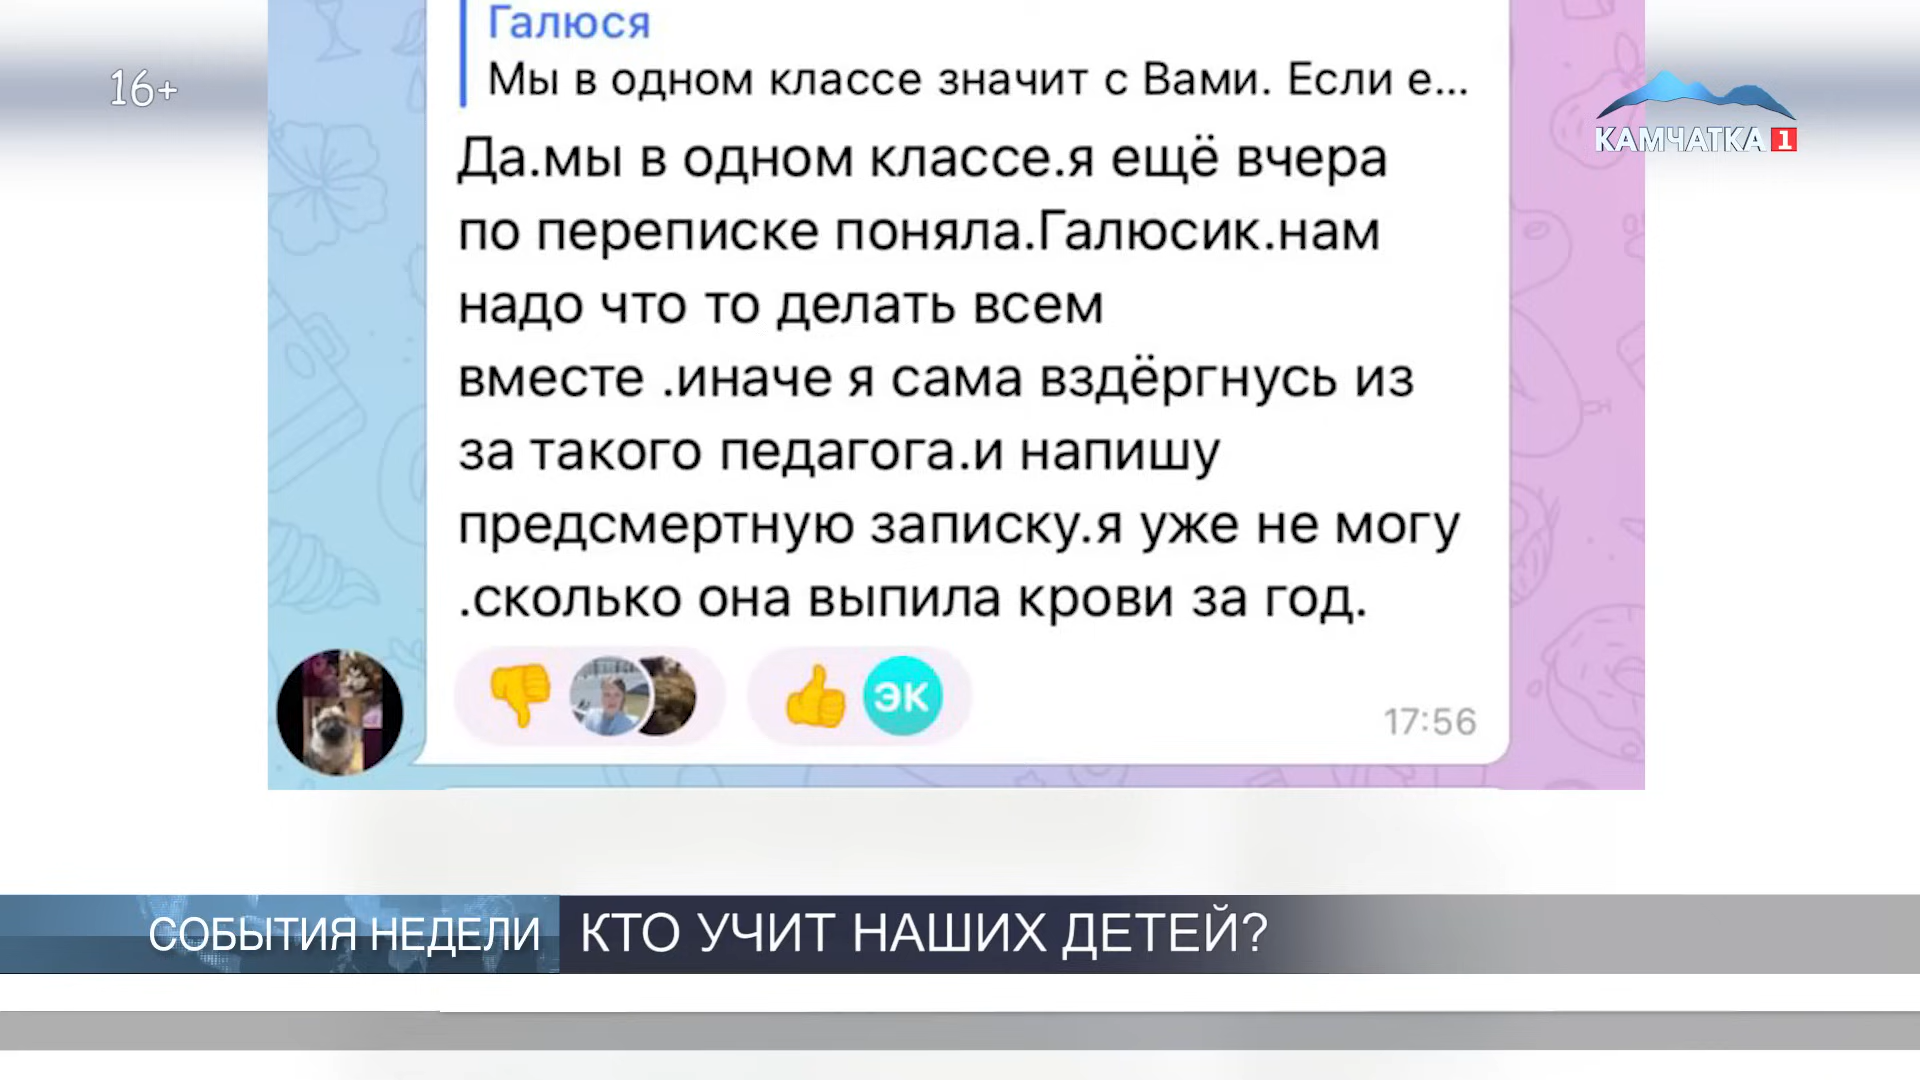 16+
Галюся
Мы в одном классе значит с Вами. Если е...
КАМЧАТКА 1
Да.мы в одном классе.я ещё вчера
по переписке поняла.Галюсик.нам
надо что то делать всем
вместе .иначе я сама вздёргнусь из
за такого педагога.и напишу
предсмертную записку.я уже не могу
.сколько она выпила крови за год.
👎 👍 ЭК
17:56
СОБЫТИЯ НЕДЕЛИ КТО УЧИТ НАШИХ ДЕТЕЙ?